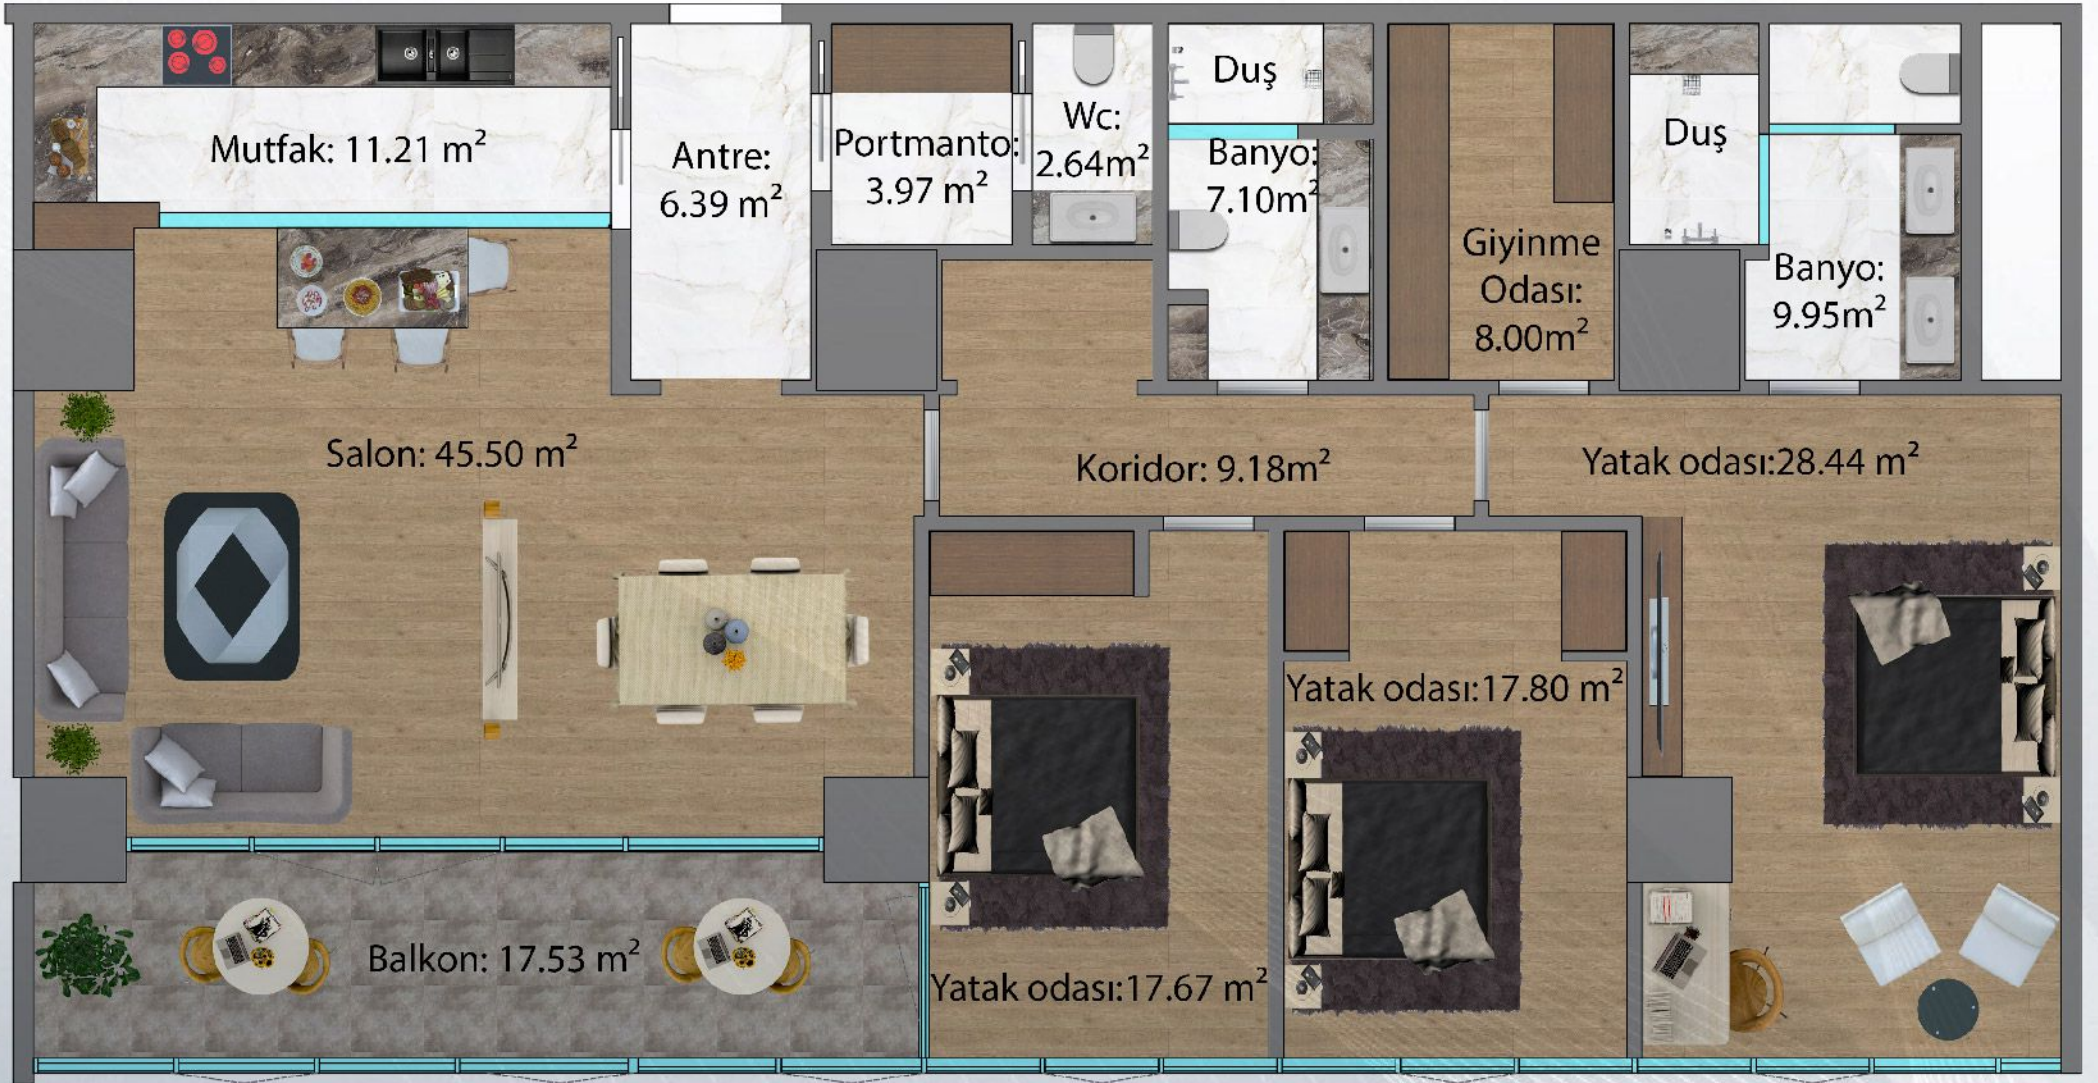 Mutfak: 11.21 m²
Antre:
6.39 m²
Portmanto:
3.97 m²
Wc:
2.64m²
Duş
Banyo:
7.10m²
Giyinme
Odası:
8.00m²
Duş
Banyo:
9.95m²
Salon: 45.50 m²
Koridor: 9.18m²
Yatak odası:28.44 m²
Yatak odası:17.80 m²
Balkon: 17.53 m²
Yatak odası:17.67 m²